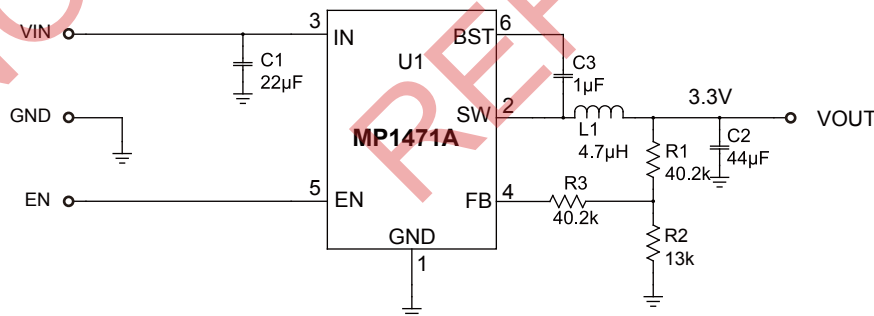 VIN
3
IN
C1
22µF
GND
EN
5
EN
U1
MP1471A
BST
6
C3
1µF
SW
2
L1
4.7µH
3.3V
VOUT
C2
44µF
R1
40.2k
FB
4
R3
40.2k
R2
13k
GND
1